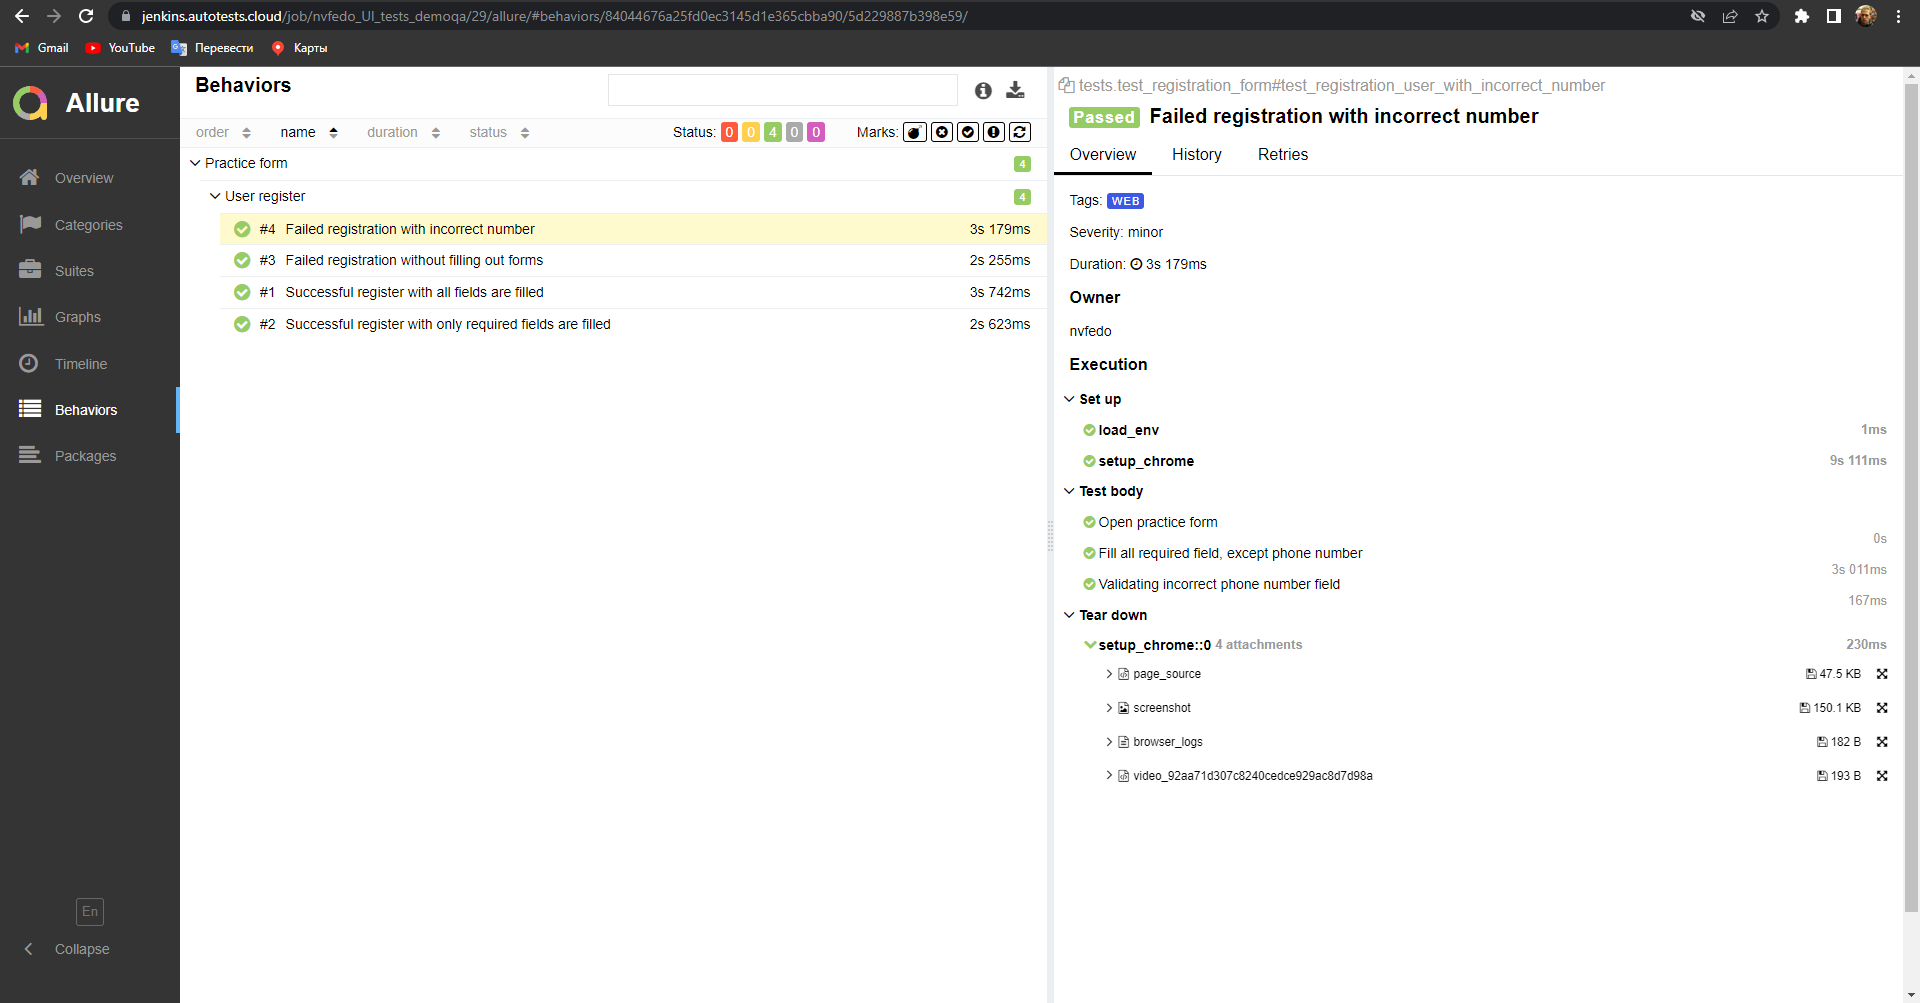 jenkins.autotests.cloud/job/nvfedo_UI_tests_demoqa/29/allure/#behaviors/84044676a25fd0ec3145d1e365cbba90/5d229887b398e59/
Gmail YouTube Перевести Карты
Allure
Overview
Categories
Suites
Graphs
Timeline
Behaviors
Packages
En
Collapse
Behaviors
order name duration status Status: 0 0 4 0 0 Marks:
Practice form 4
User register 4
#4 Failed registration with incorrect number 3s 179ms
#3 Failed registration without filling out forms 2s 255ms
#1 Successful register with all fields are filled 3s 742ms
#2 Successful register with only required fields are filled 2s 623ms
tests.test_registration_form#test_registration_user_with_incorrect_number
Passed Failed registration with incorrect number
Overview History Retries
Tags: WEB
Severity: minor
Duration: 3s 179ms
Owner
nvfedo
Execution
Set up
load_env 1ms
setup_chrome 9s 111ms
Test body
Open practice form 0s
Fill all required field, except phone number 3s 011ms
Validating incorrect phone number field 167ms
Tear down
setup_chrome::0 4 attachments 230ms
page_source 47.5 KB
screenshot 150.1 KB
browser_logs 182 B
video_92aa71d307c8240cedce929ac8d7d98a 193 B